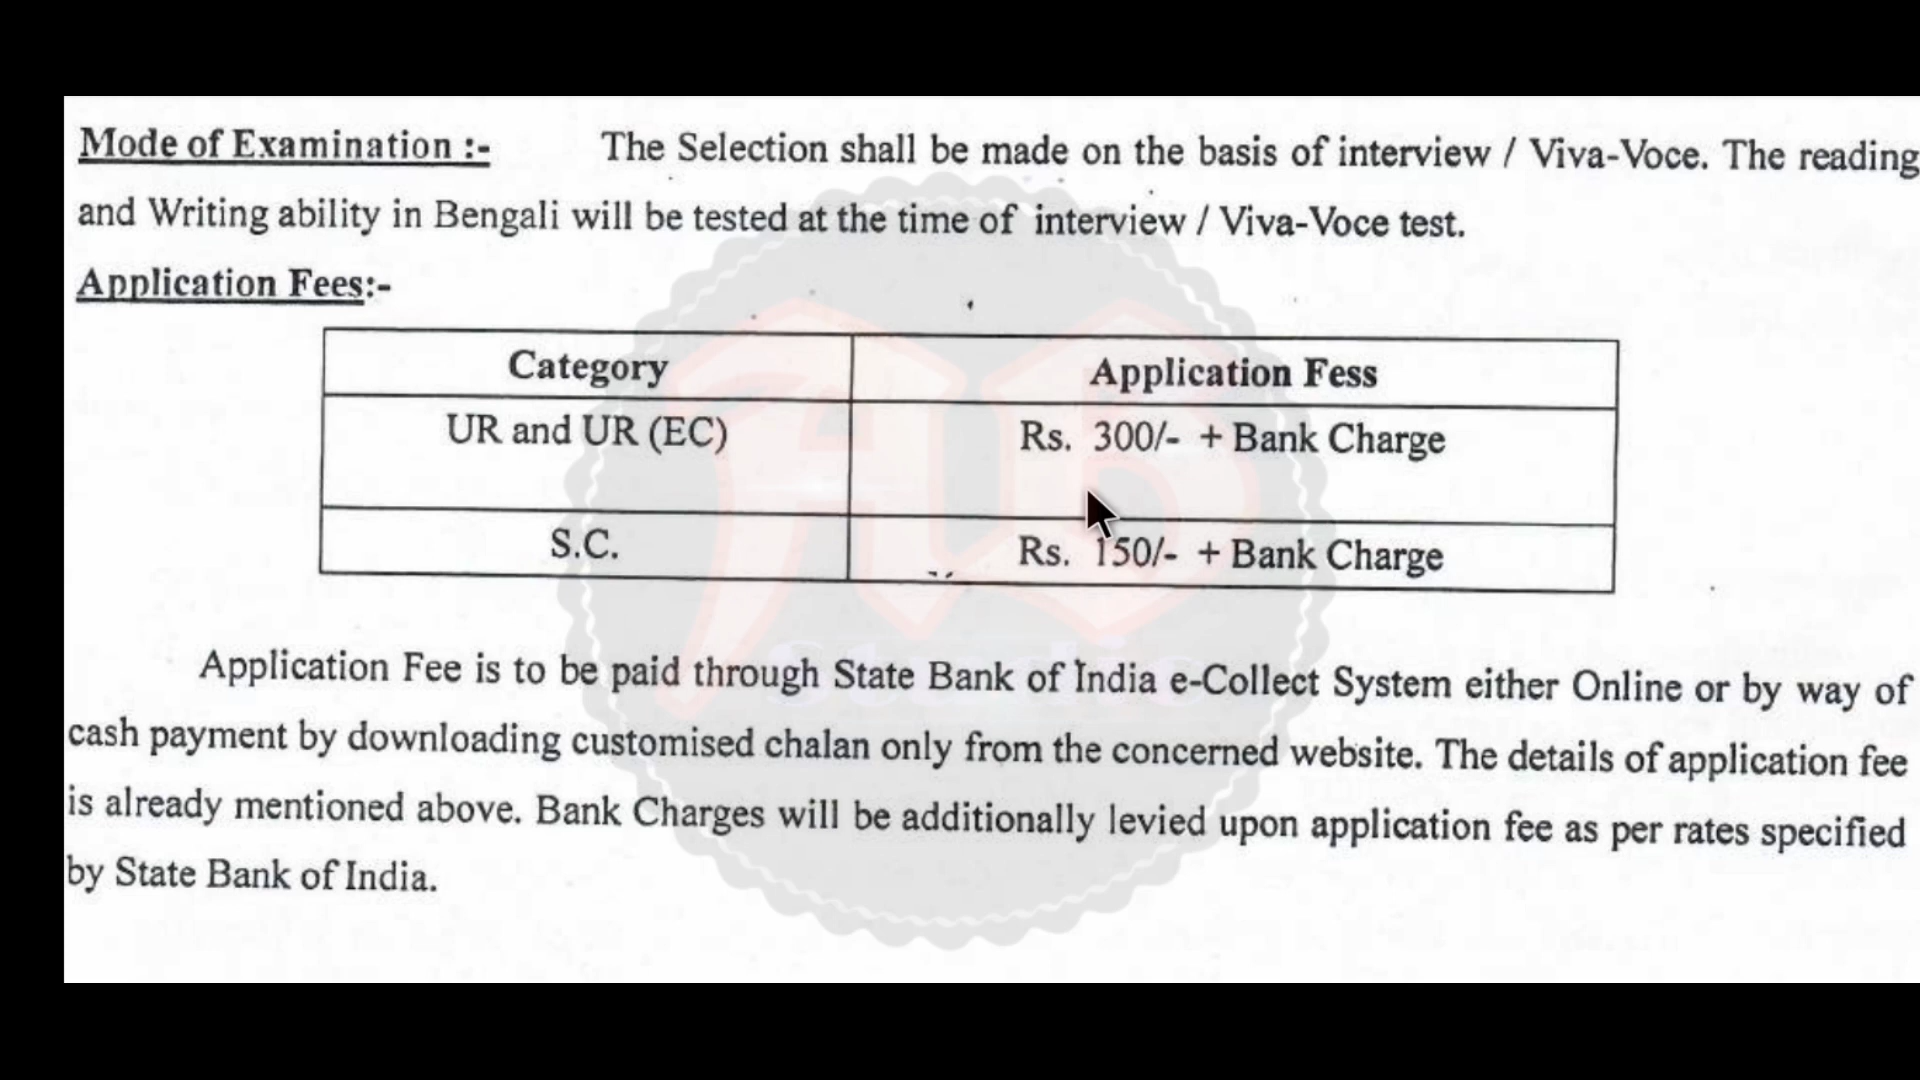 Mode of Examination :- The Selection shall be made on the basis of interview / Viva-Voce. The reading
and Writing ability in Bengali will be tested at the time of interview / Viva-Voce test.
Application Fees:-
Category Application Fess
UR and UR (EC) Rs. 300/- + Bank Charge
S.C. Rs. 150/- + Bank Charge
Application Fee is to be paid through State Bank of India e-Collect System either Online or by way of
cash payment by downloading customised chalan only from the concerned website. The details of application fee
is already mentioned above. Bank Charges will be additionally levied upon application fee as per rates specified
by State Bank of India.
AB
Studio